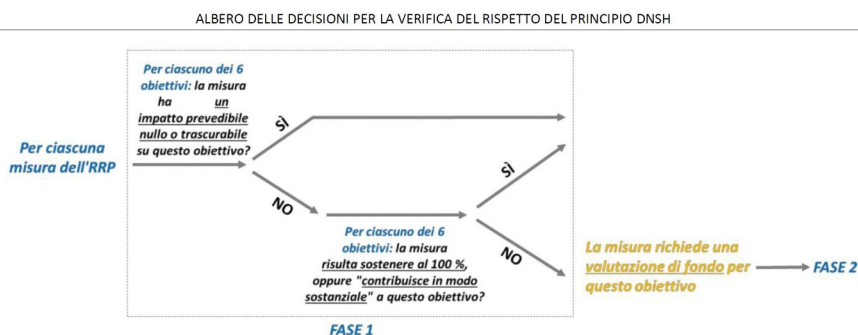 ALBERO DELLE DECISIONI PER LA VERIFICA DEL RISPETTO DEL PRINCIPIO DNSH
Per ciascuna
misura dell'RRP
Per ciascuno dei 6
obiettivi: la misura
ha un
impatto prevedibile
nullo o trascurabile
su questo obiettivo?
SÌ
NO
Per ciascuno dei 6
obiettivi: la misura
risulta sostenere al 100 %,
oppure "contribuisce in modo
sostanziale" a questo obiettivo?
SÌ
NO
La misura richiede una
valutazione di fondo per
questo obiettivo
FASE 2
FASE 1